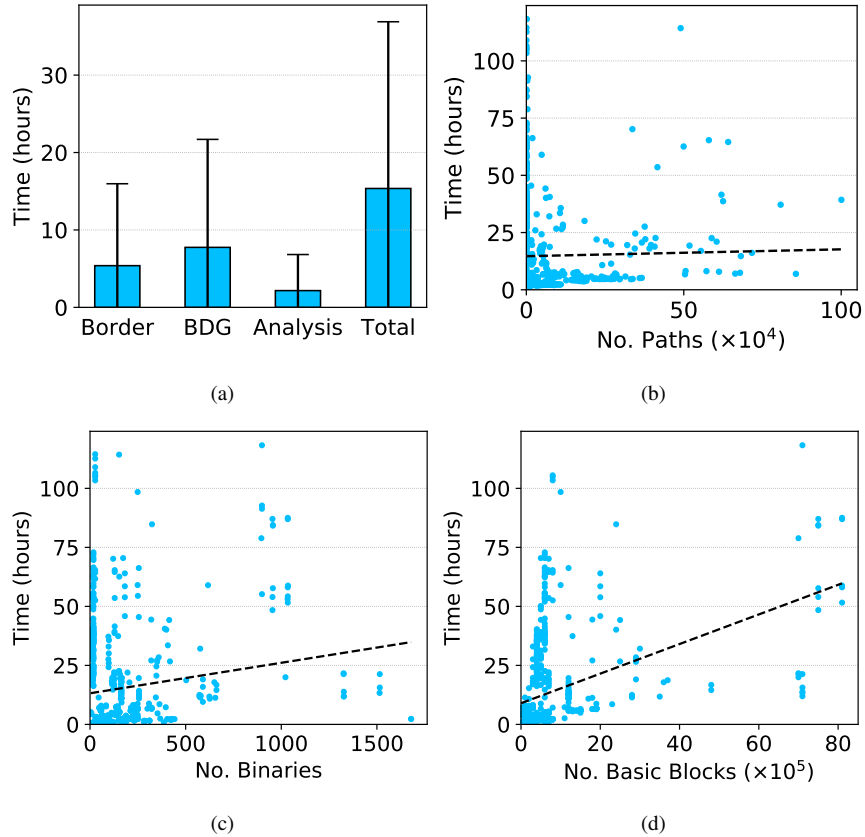 Time (hours)
30
20
10
0
Border BDG Analysis Total
(a)
Time (hours)
100
75
50
25
0
0 50 100
No. Paths (×10⁴)
(b)
Time (hours)
100
75
50
25
0
0 500 1000 1500
No. Binaries
(c)
Time (hours)
100
75
50
25
0
0 20 40 60 80
No. Basic Blocks (×10⁵)
(d)